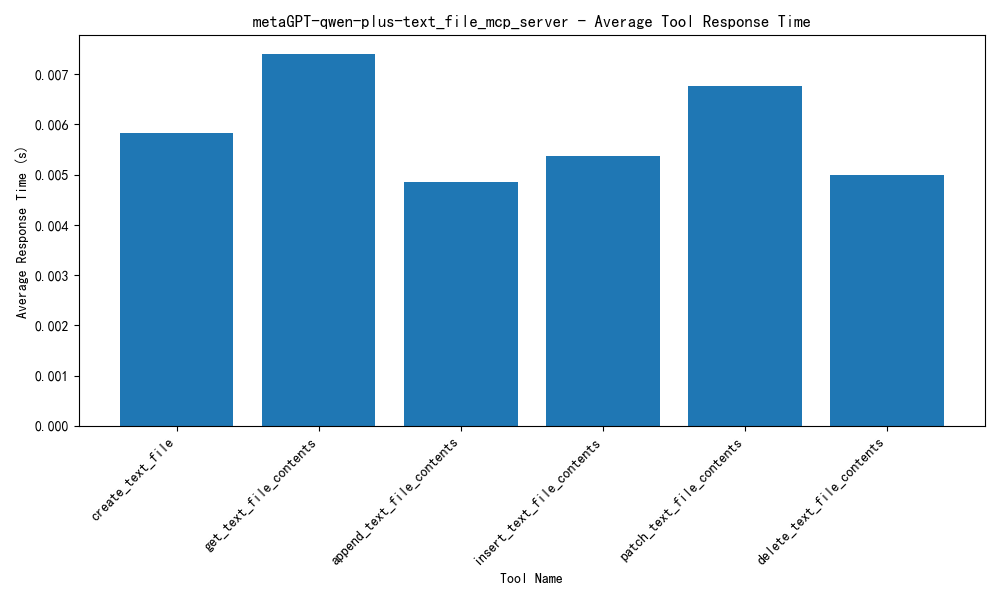 metaGPT-qwen-plus-text_file_mcp_server - Average Tool Response Time
Average Response Time (s)
0.007
0.006
0.005
0.004
0.003
0.002
0.001
0.000
create_text_file
get_text_file_contents
append_text_file_contents
insert_text_file_contents
patch_text_file_contents
delete_text_file_contents
Tool Name